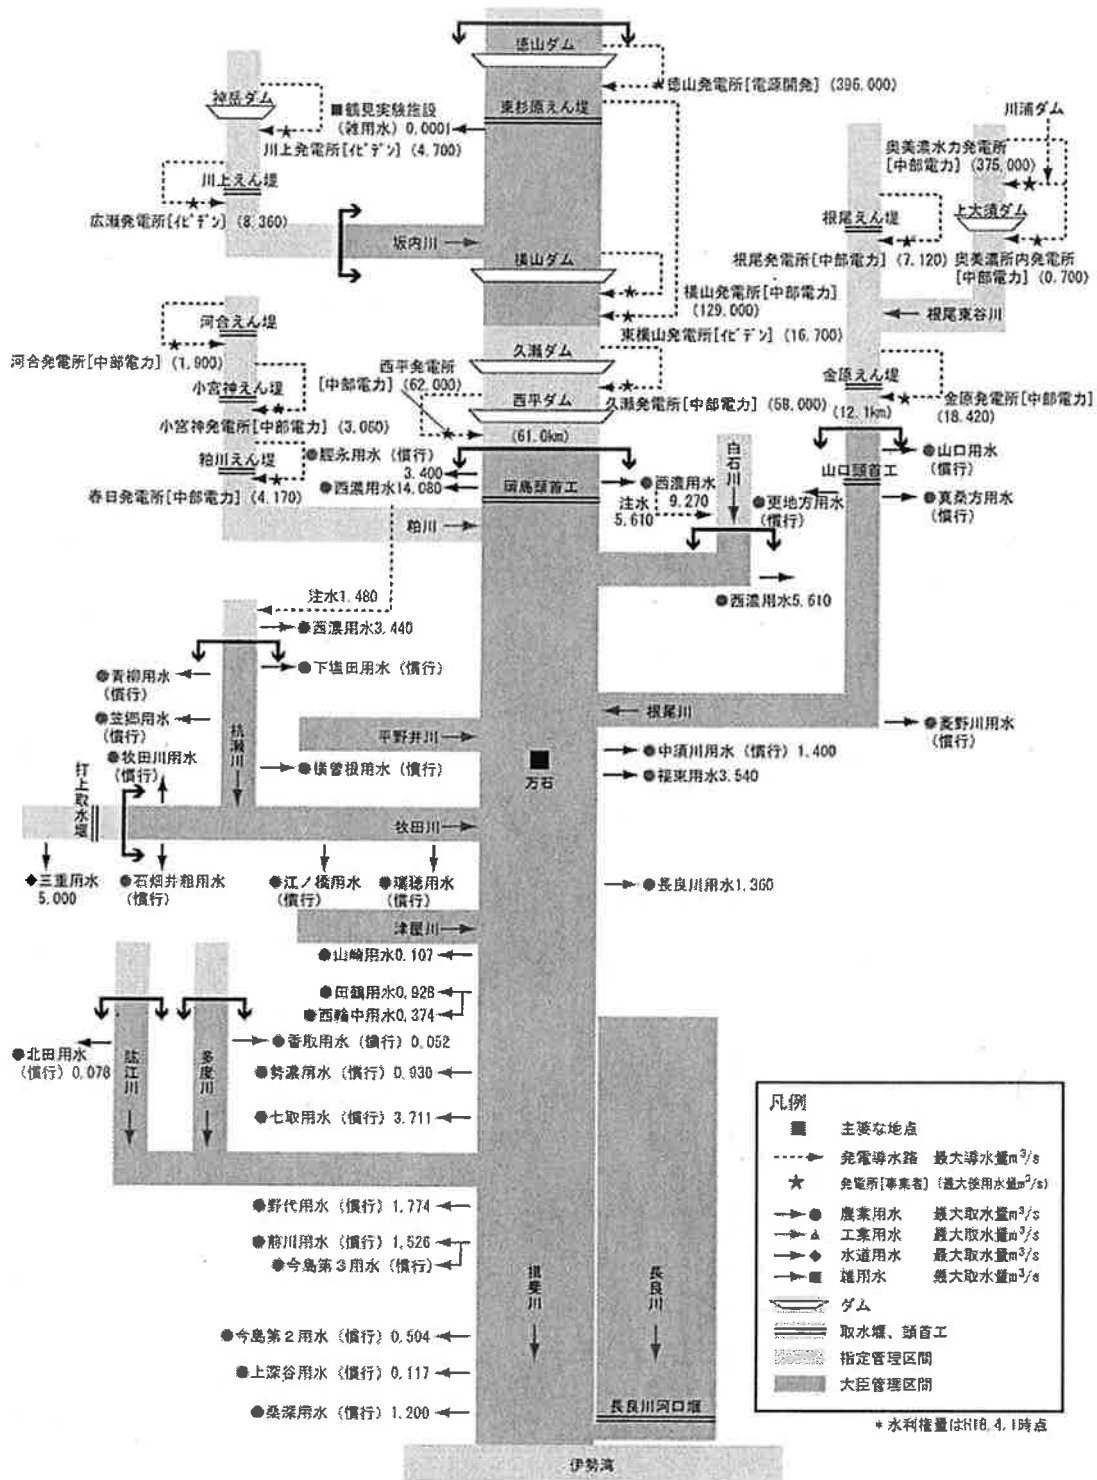 徳山ダム
徳山発電所[電源開発] (396.000)
東杉原えん堤
神岳ダム
■鶴見実験施設
(雑用水) 0.0001
川上発電所[イビデン] (4.700)
川上えん堤
広瀬発電所[イビデン] (8.360)
坂内川
横山ダム
横山発電所[中部電力]
(129.000)
東横山発電所[イビデン] (16.700)
川浦ダム
奥美濃水力発電所
[中部電力] (375.000)
根尾えん堤
上大須ダム
根尾発電所[中部電力] (7.120)
奥美濃所内発電所
[中部電力] (0.700)
根尾東谷川
河合えん堤
河合発電所[中部電力] (1.900)
小宮神えん堤
小宮神発電所[中部電力] (3.060)
粕川えん堤
春日発電所[中部電力] (4.170)
粕川
西平発電所
[中部電力] (62.000)
久瀬ダム
西平ダム
久瀬発電所[中部電力] (58.000)
(61.0km)
金原えん堤
金原発電所[中部電力]
(18.420)
(12.1km)
●脛永用水 (慣行)
3.400
●西濃用水14.080
岡島頭首工
●西濃用水
9.270
注水
5.610
白石川
●西濃用水5.610
山口頭首工
●山口用水
(慣行)
●更地方用水
(慣行)
●真桑方用水
(慣行)
注水1.480
●西濃用水3.440
●下塩田用水 (慣行)
●青柳用水
(慣行)
●笠郷用水
(慣行)
杭瀬川
●横曽根用水 (慣行)
平野井川
根尾川
●菱野川用水
(慣行)
●中須川用水 (慣行) 1.400
●福束用水3.540
万石
●牧田川用水
(慣行)
打上取水堰
牧田川
◆三重用水
5.000
●石畑井組用水
(慣行)
●江ノ橋用水
(慣行)
●璃穂用水
(慣行)
●長良川用水1.360
津屋川
●山崎用水0.107
●田鶴用水0.928
●西輪中用水0.374
●北田用水
(慣行) 0.078
肱江川
多度川
●香取用水 (慣行) 0.052
●勢濃用水 (慣行) 0.930
●七取用水 (慣行) 3.711
●野代用水 (慣行) 1.774
●前川用水 (慣行) 1.526
●今島第3用水 (慣行)
●今島第2用水 (慣行) 0.504
●上深谷用水 (慣行) 0.117
●桑深用水 (慣行) 1.200
揖斐川
長良川
長良川河口堰
伊勢湾
凡例
■ 主要な地点
発電導水路 最大導水量m³/s
★ 発電所[事業者] (最大使用水量m³/s)
● 農業用水 最大取水量m³/s
▲ 工業用水 最大取水量m³/s
◆ 水道用水 最大取水量m³/s
■ 雑用水 最大取水量m³/s
ダム
取水堰、頭首工
指定管理区間
大臣管理区間
*水利権量はH18.4.1時点